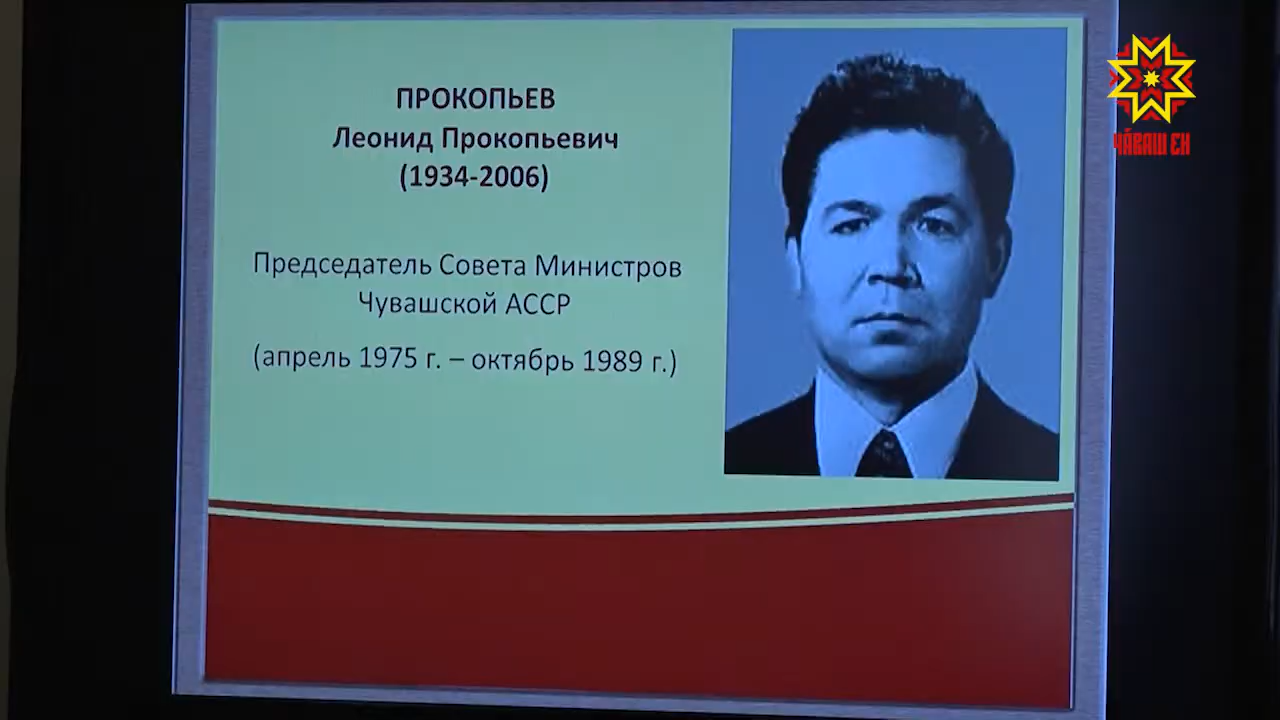 ПРОКОПЬЕВ
Леонид Прокопьевич
(1934-2006)
Председатель Совета Министров
Чувашской АССР
(апрель 1975 г. – октябрь 1989 г.)
ЧӐВАШ ЕН